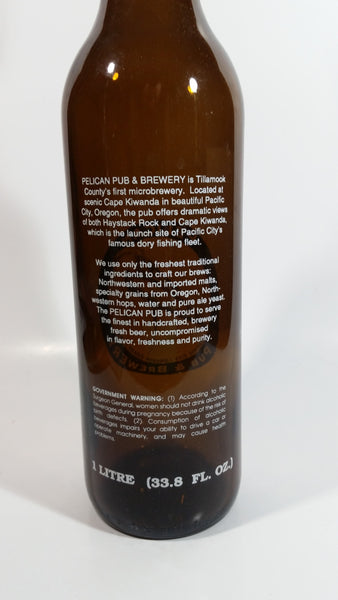 PELICAN PUB & BREWERY is Tillamook
County's first microbrewery. Located at
scenic Cape Kiwanda in beautiful Pacific
City, Oregon, the pub offers dramatic views
of both Haystack Rock and Cape Kiwanda,
which is the launch site of Pacific City's
famous dory fishing fleet.
We use only the freshest traditional
ingredients to craft our brews:
Northwestern and imported malts,
specialty grains from Oregon, North-
western hops, water and pure ale yeast.
The PELICAN PUB is proud to serve
the finest in handcrafted, brewery
fresh beer, uncompromised
in flavor, freshness and purity.
PUB & BREWERY
GOVERNMENT WARNING: (1) According to the
Surgeon General, women should not drink alcoholic
beverages during pregnancy because of the risk of
birth defects. (2) Consumption of alcoholic
beverages impairs your ability to drive a car or
operate machinery, and may cause health
problems.
1 LITRE (33.8 FL. OZ.)